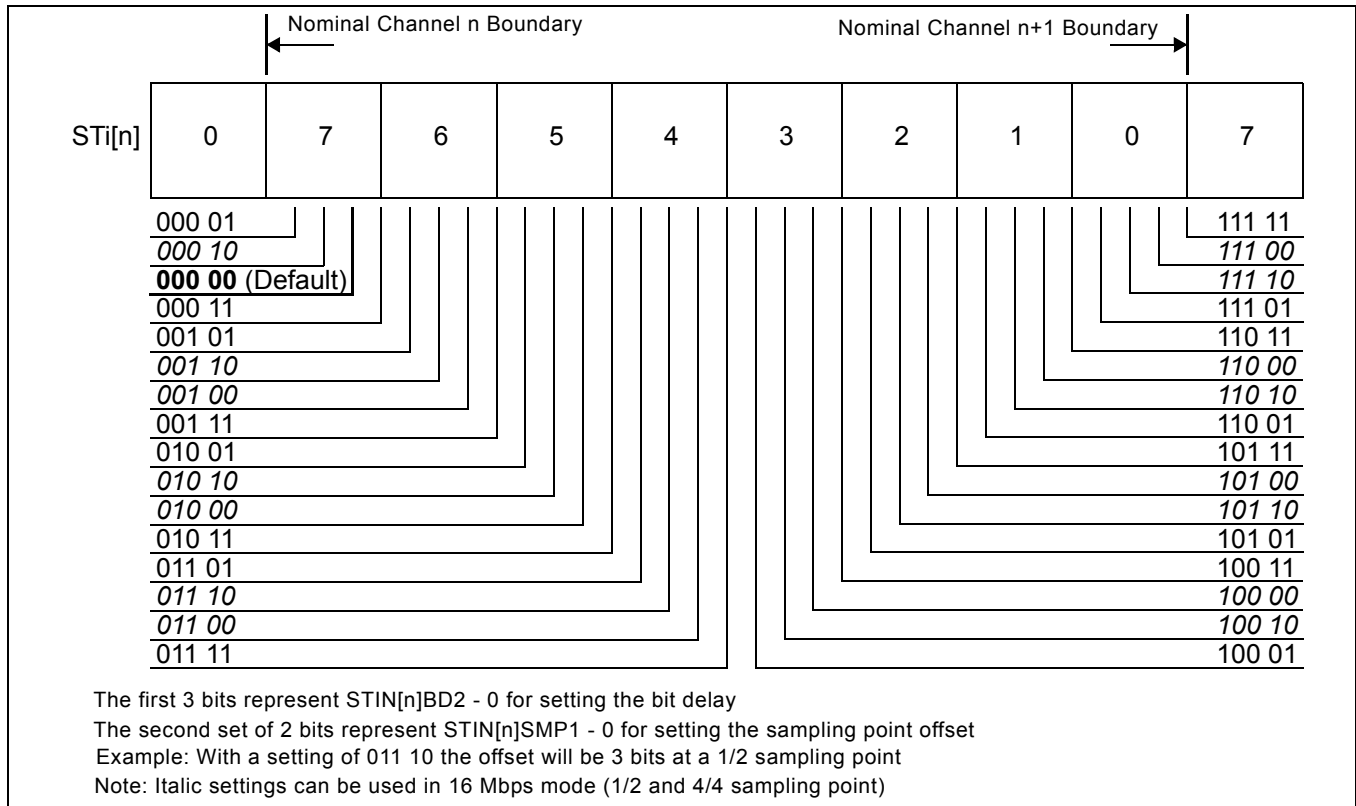 Nominal Channel n Boundary
Nominal Channel n+1 Boundary
STi[n] 0 7 6 5 4 3 2 1 0 7
000 01 111 11
000 10 111 00
000 00 (Default) 111 10
000 11 111 01
001 01 110 11
001 10 110 00
001 00 110 10
001 11 110 01
010 01 101 11
010 10 101 00
010 00 101 10
010 11 101 01
011 01 100 11
011 10 100 00
011 00 100 10
011 11 100 01
The first 3 bits represent STIN[n]BD2 - 0 for setting the bit delay
The second set of 2 bits represent STIN[n]SMP1 - 0 for setting the sampling point offset
Example: With a setting of 011 10 the offset will be 3 bits at a 1/2 sampling point
Note: Italic settings can be used in 16 Mbps mode (1/2 and 4/4 sampling point)